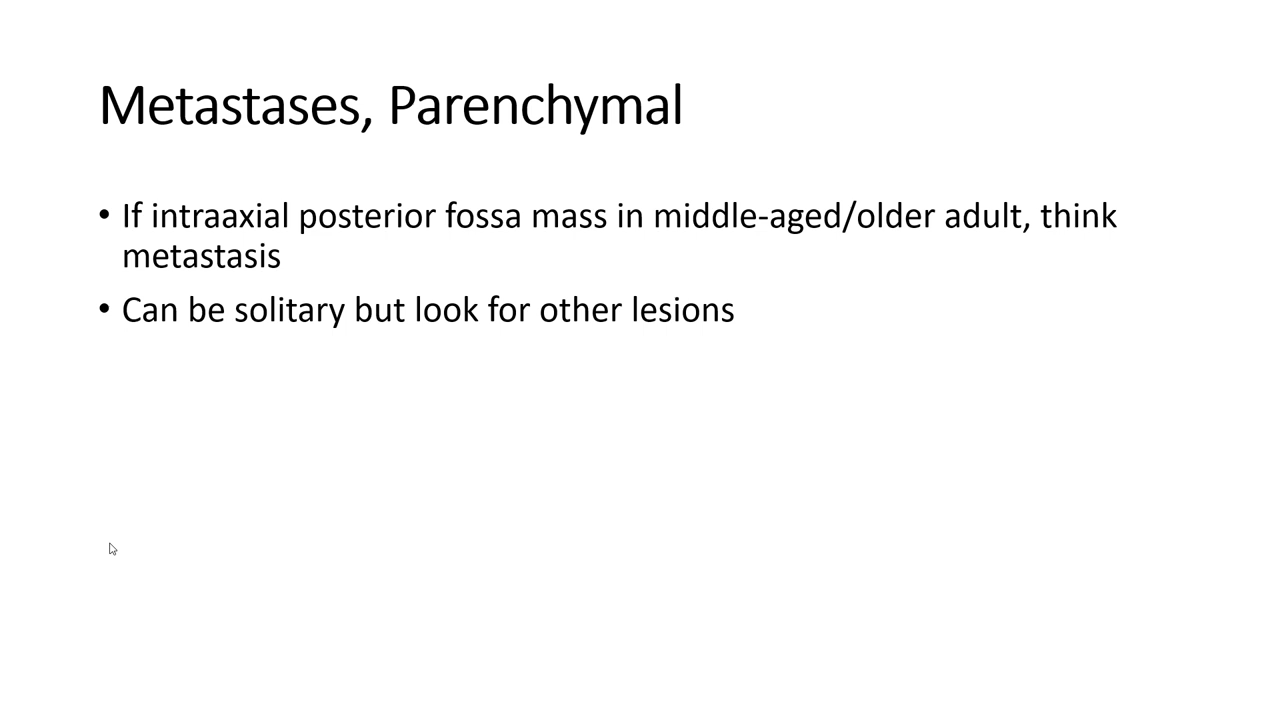 Metastases, Parenchymal
• If intraaxial posterior fossa mass in middle-aged/older adult, think
metastasis
• Can be solitary but look for other lesions